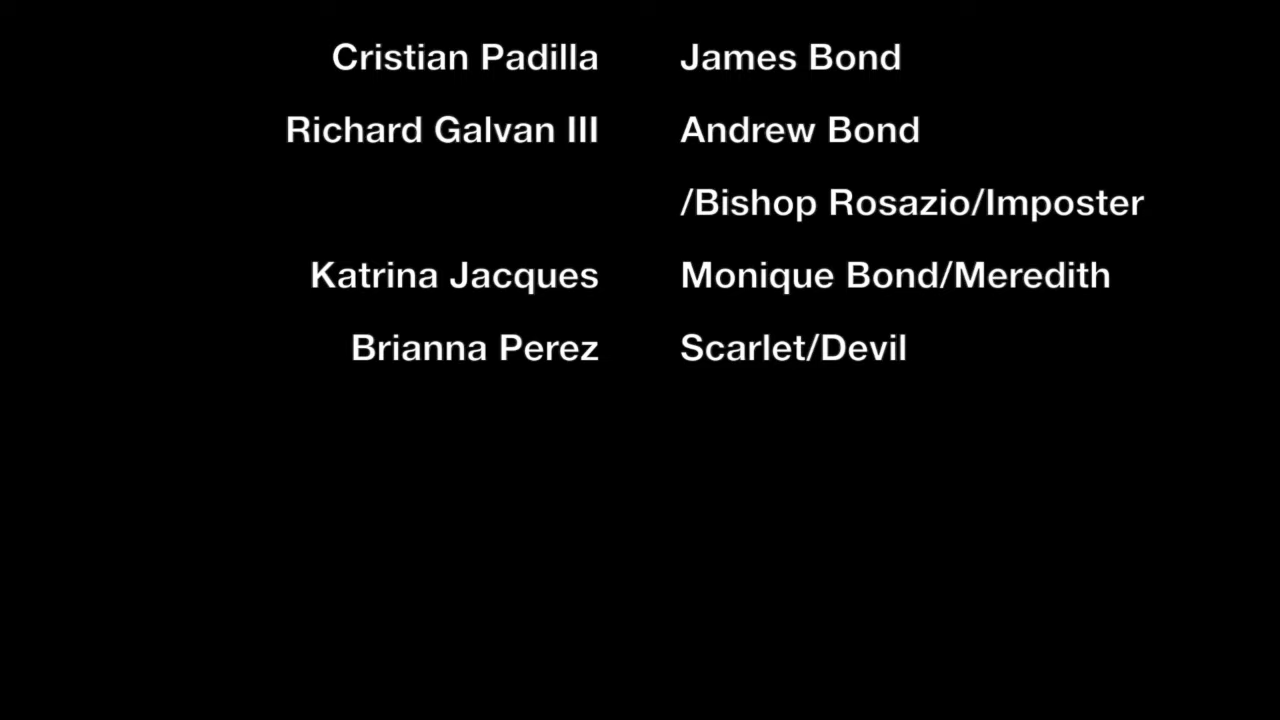 Cristian Padilla James Bond
Richard Galvan III Andrew Bond
/Bishop Rosazio/Imposter
Katrina Jacques Monique Bond/Meredith
Brianna Perez Scarlet/Devil